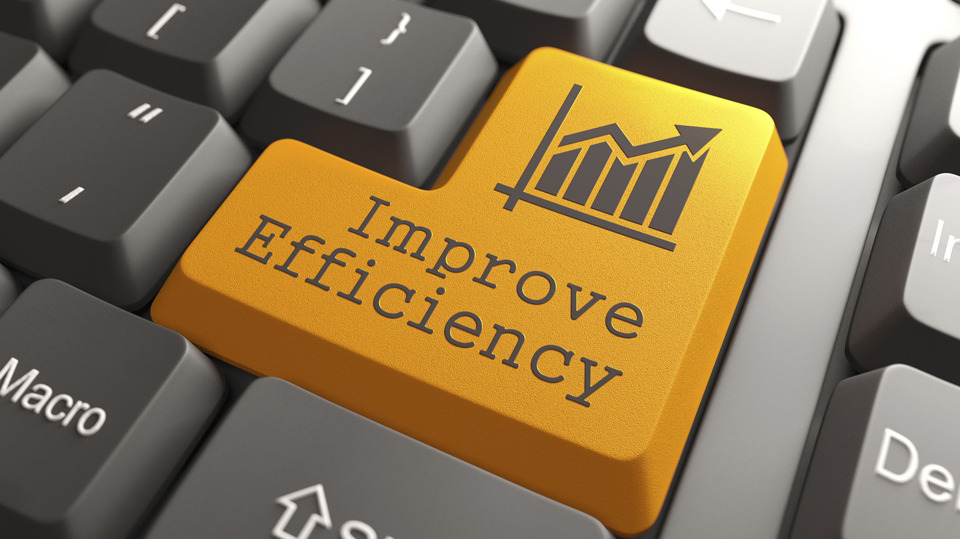 [
}
]
"
'
Improve
Efficiency
Macro